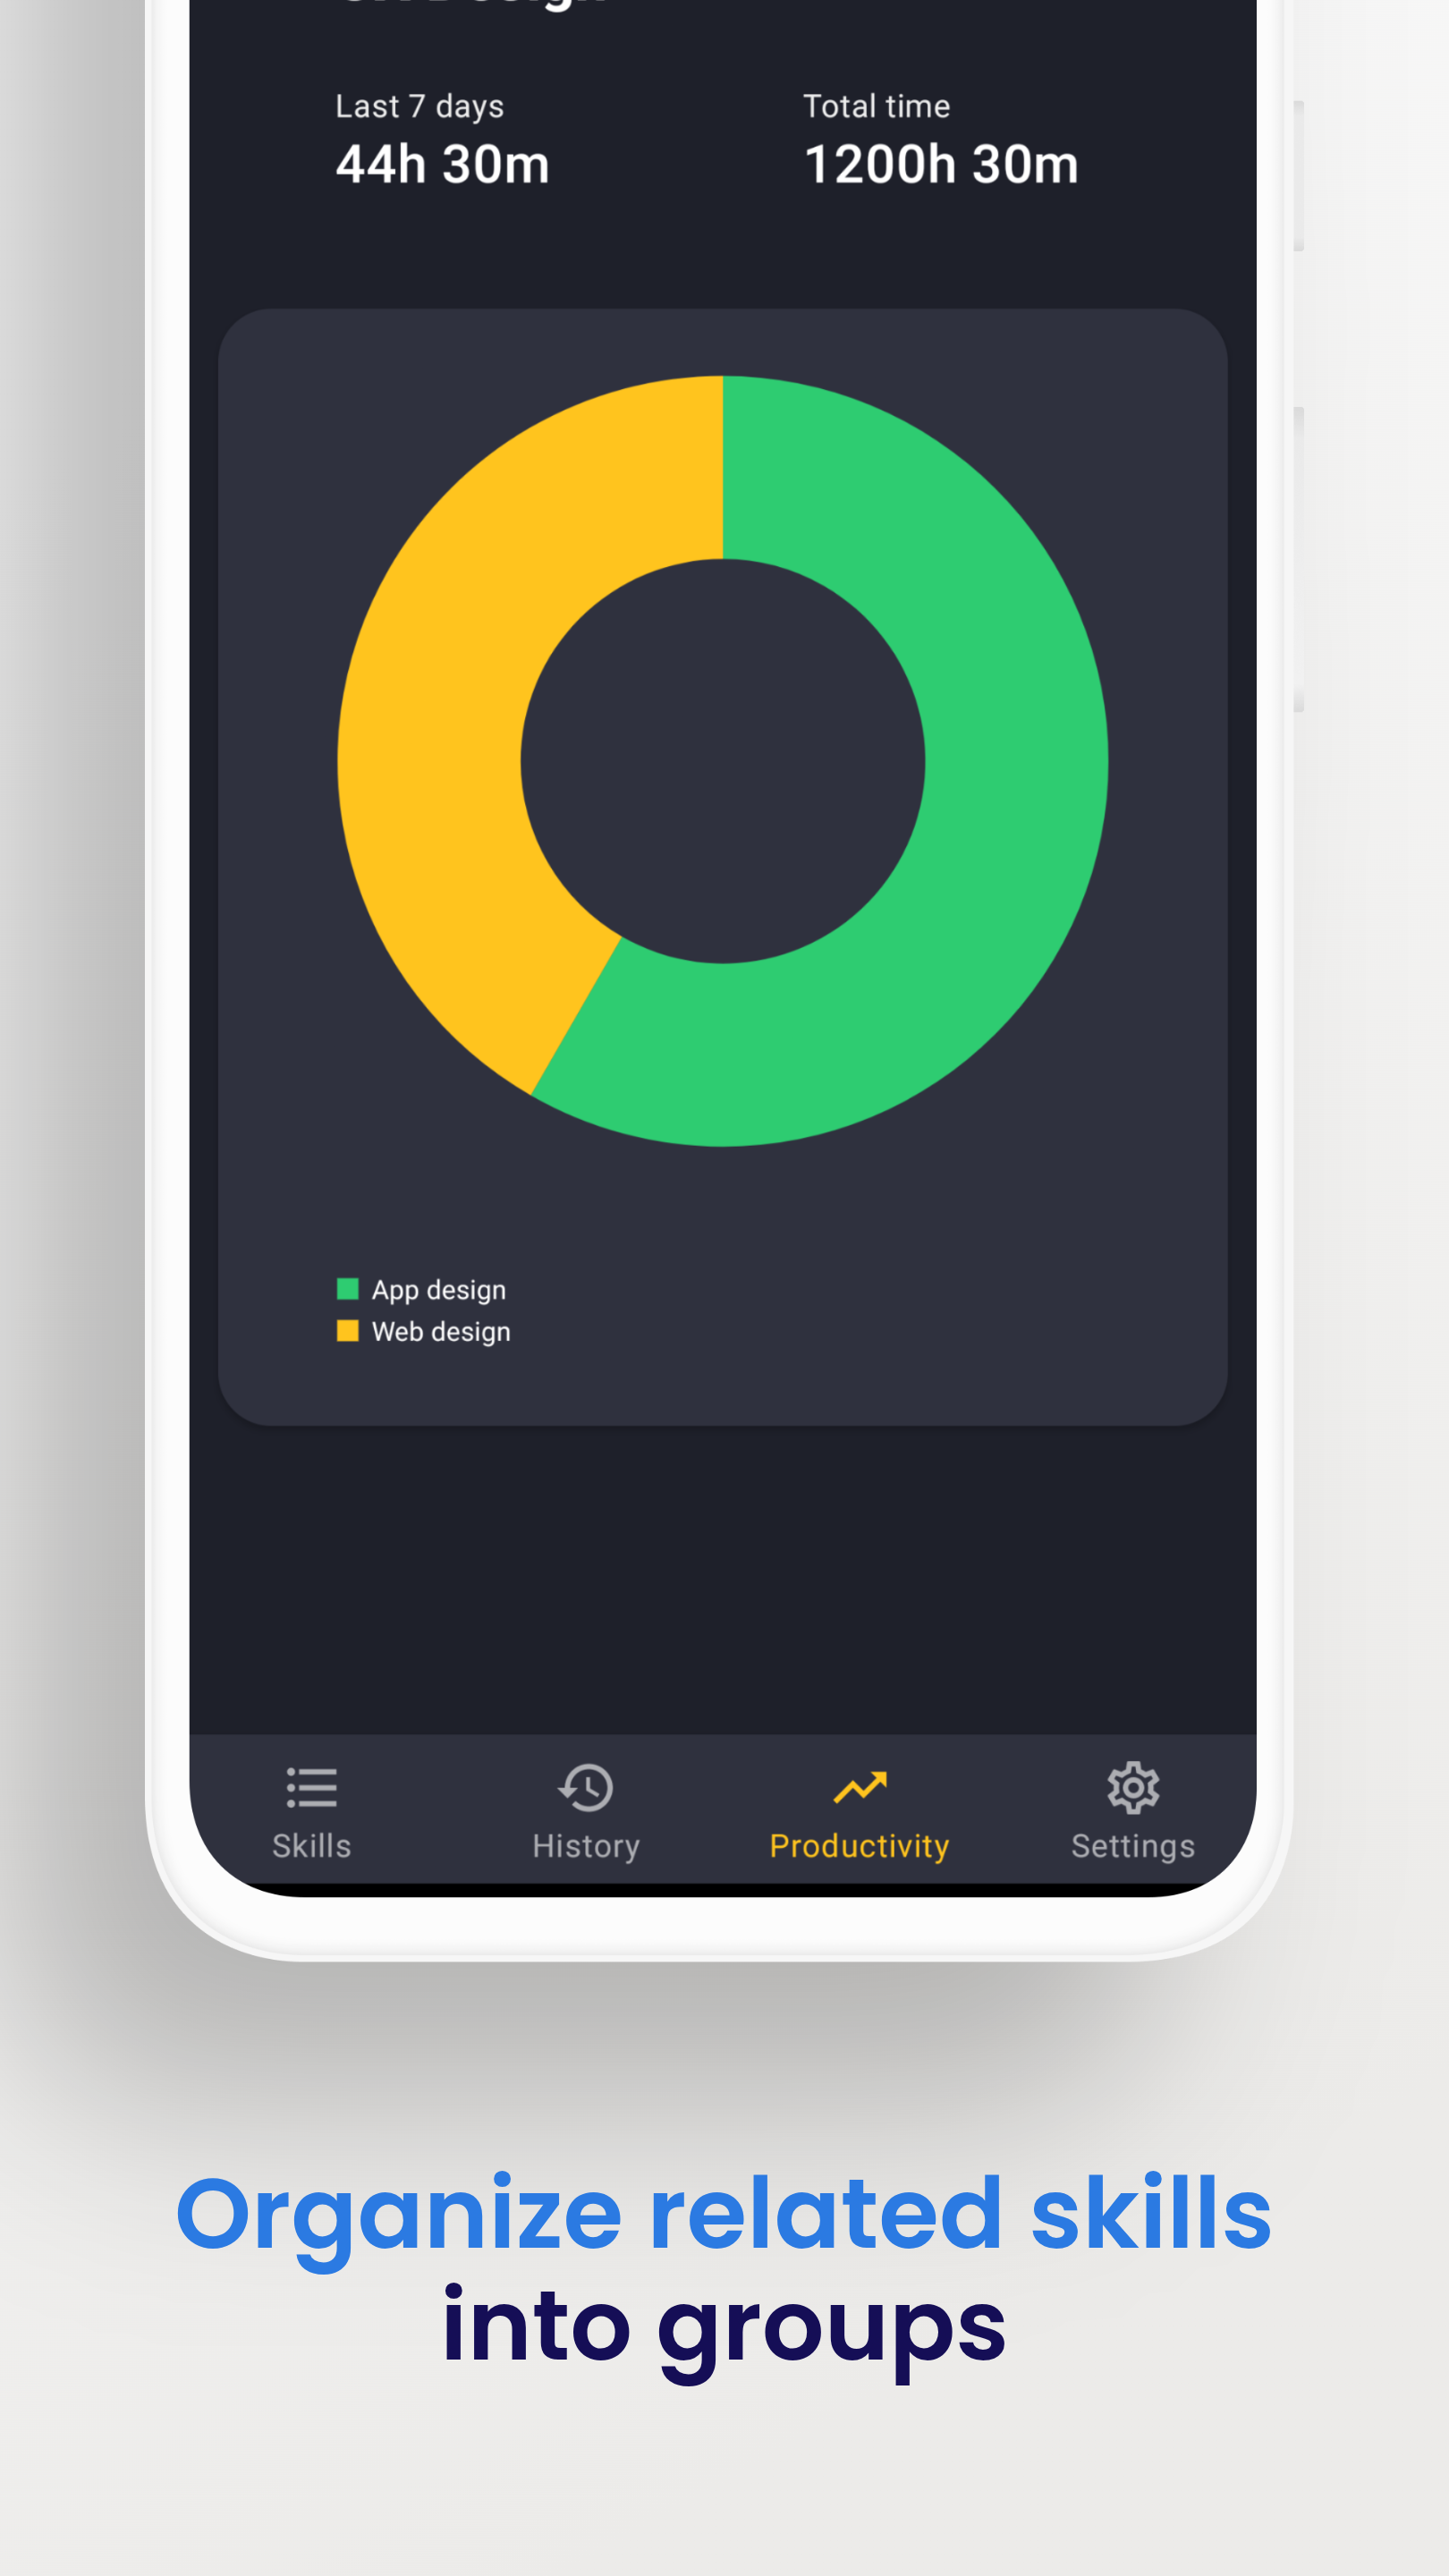 Last 7 days
Total time
44h 30m
1200h 30m
App design
Web design
Skills
History
Productivity
Settings
Organize related skills
into groups